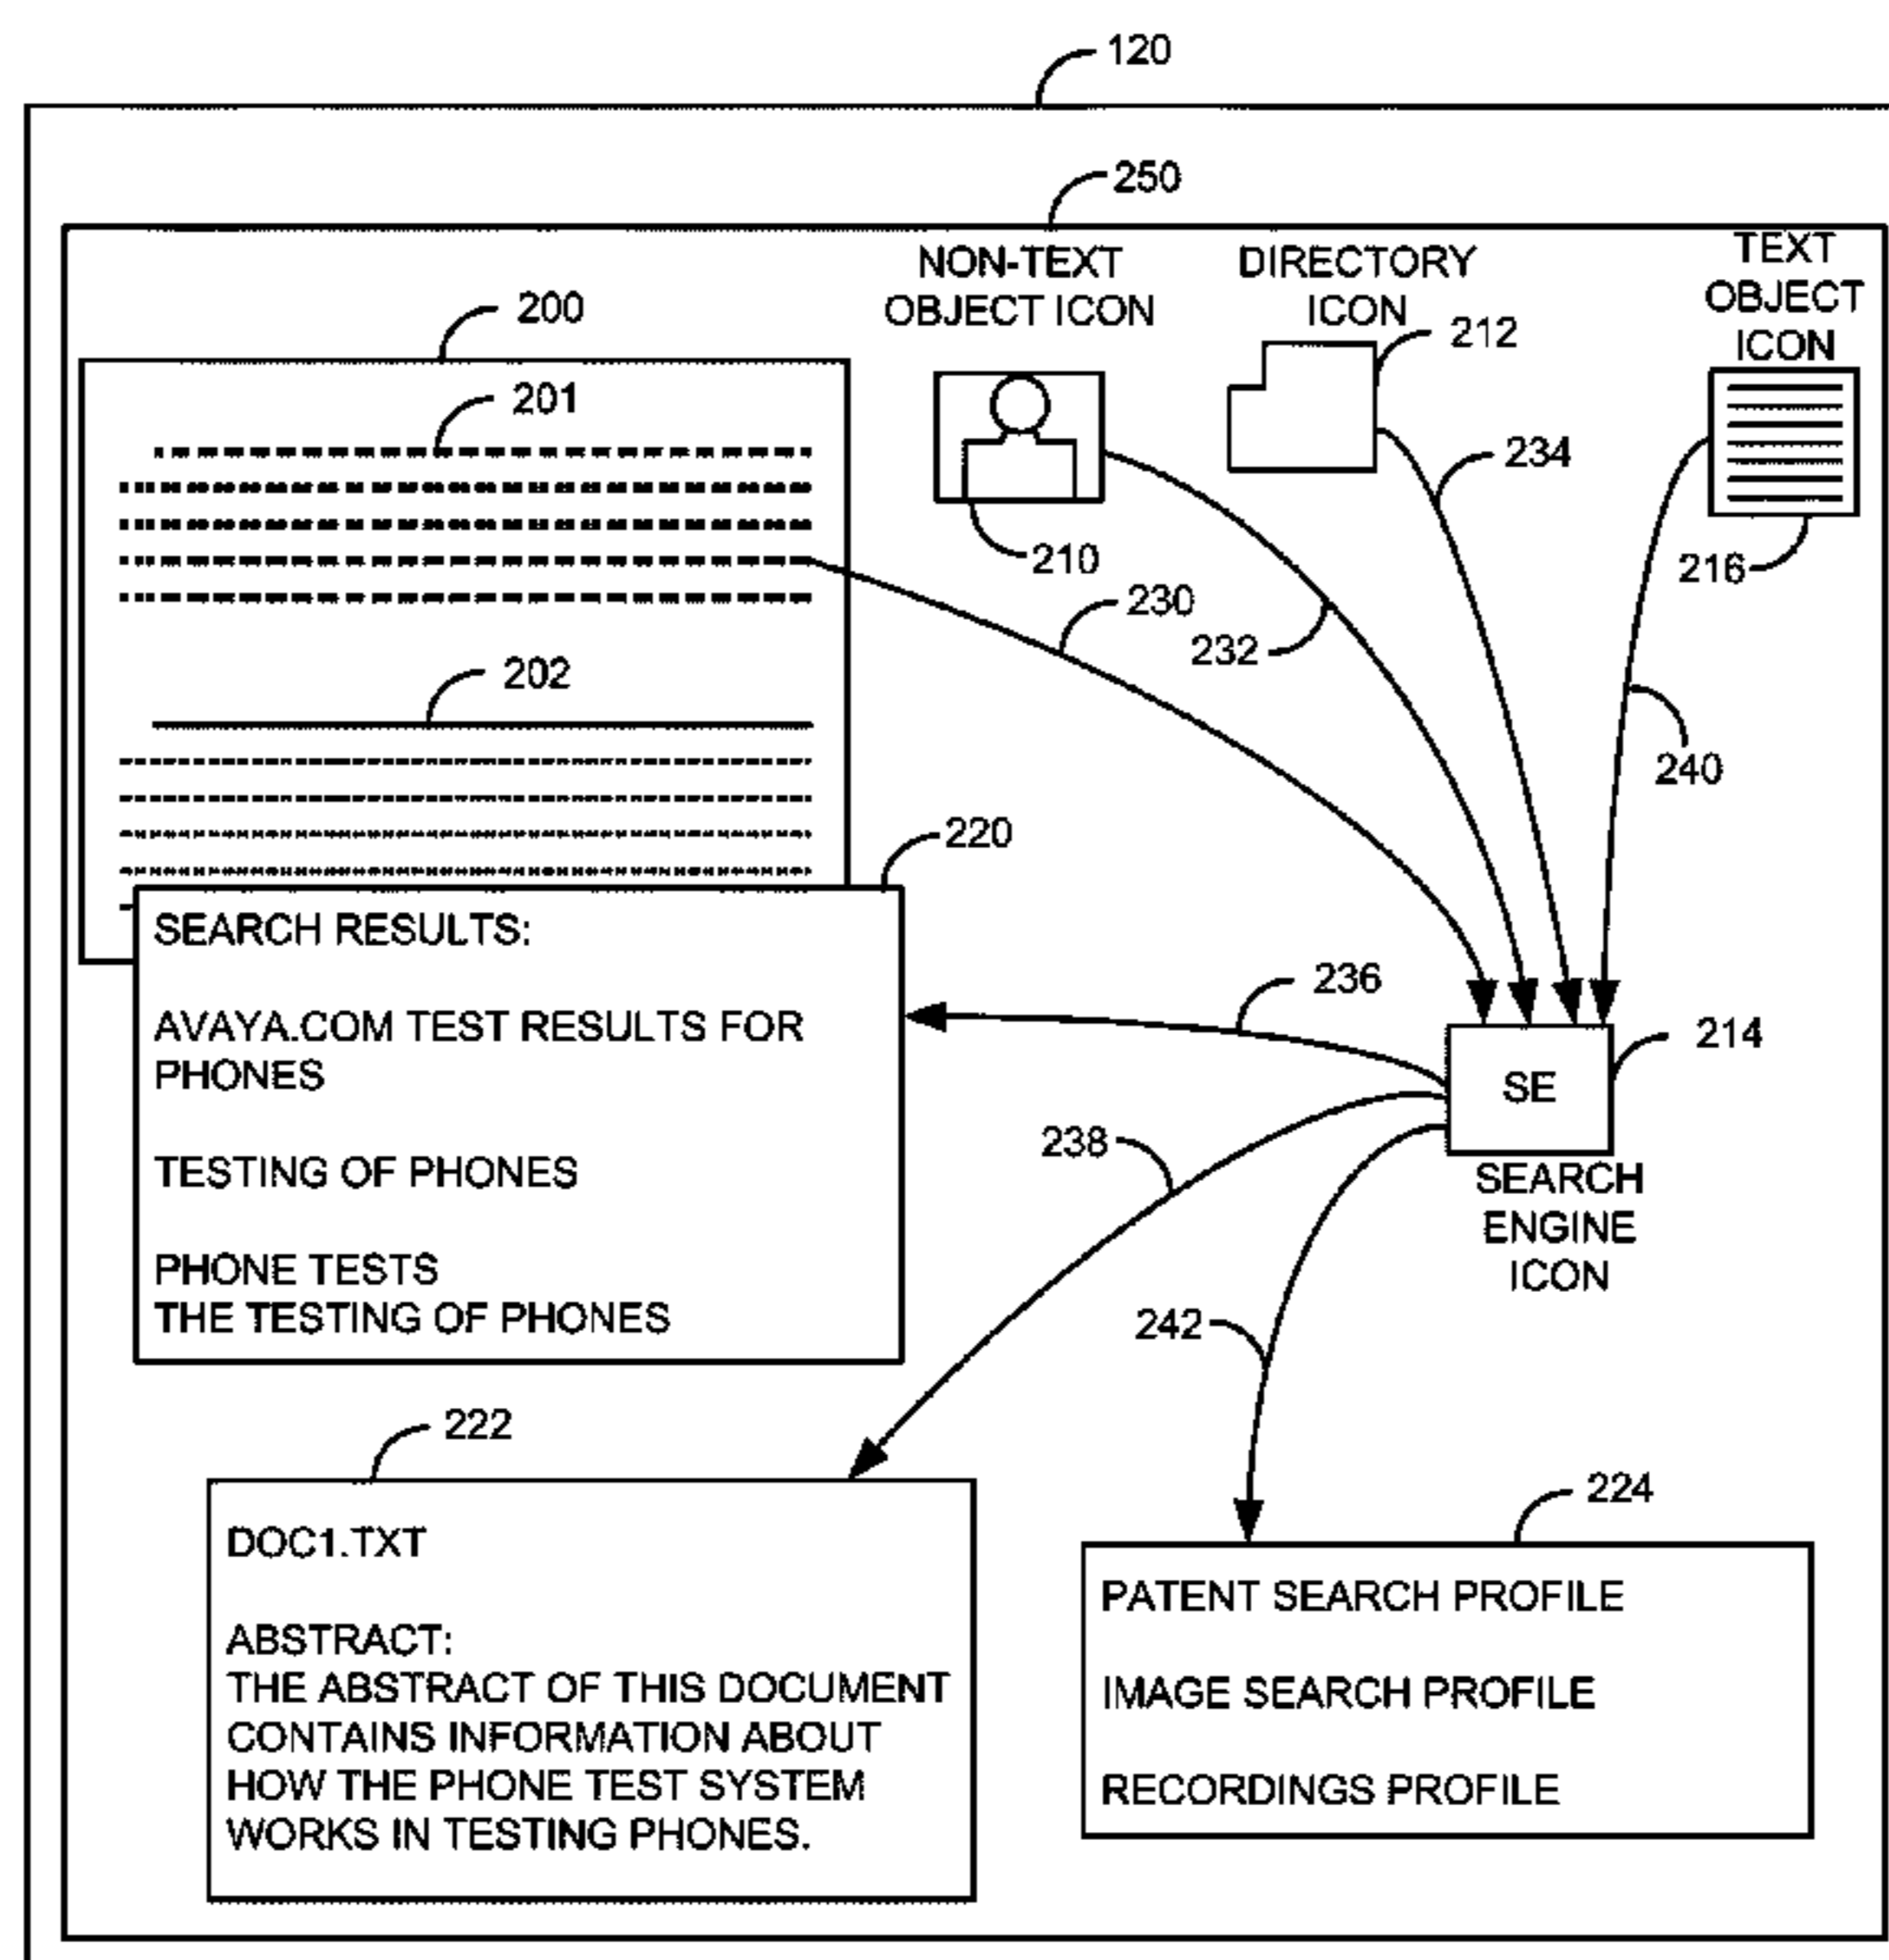 120
250
NON-TEXT
OBJECT ICON
DIRECTORY
ICON
TEXT
OBJECT
ICON
200
201
212
234
210
216
230
232
202
240
220
SEARCH RESULTS:
AVAYA.COM TEST RESULTS FOR
PHONES
TESTING OF PHONES
PHONE TESTS
THE TESTING OF PHONES
236
214
SE
238
SEARCH
ENGINE
ICON
242
222
DOC1.TXT
ABSTRACT:
THE ABSTRACT OF THIS DOCUMENT
CONTAINS INFORMATION ABOUT
HOW THE PHONE TEST SYSTEM
WORKS IN TESTING PHONES.
224
PATENT SEARCH PROFILE
IMAGE SEARCH PROFILE
RECORDINGS PROFILE